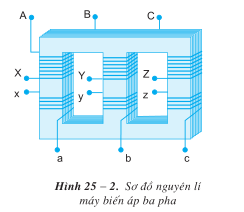 A B C
X Y Z
x y z
a b c
Hình 25 – 2. Sơ đồ nguyên lí
máy biến áp ba pha